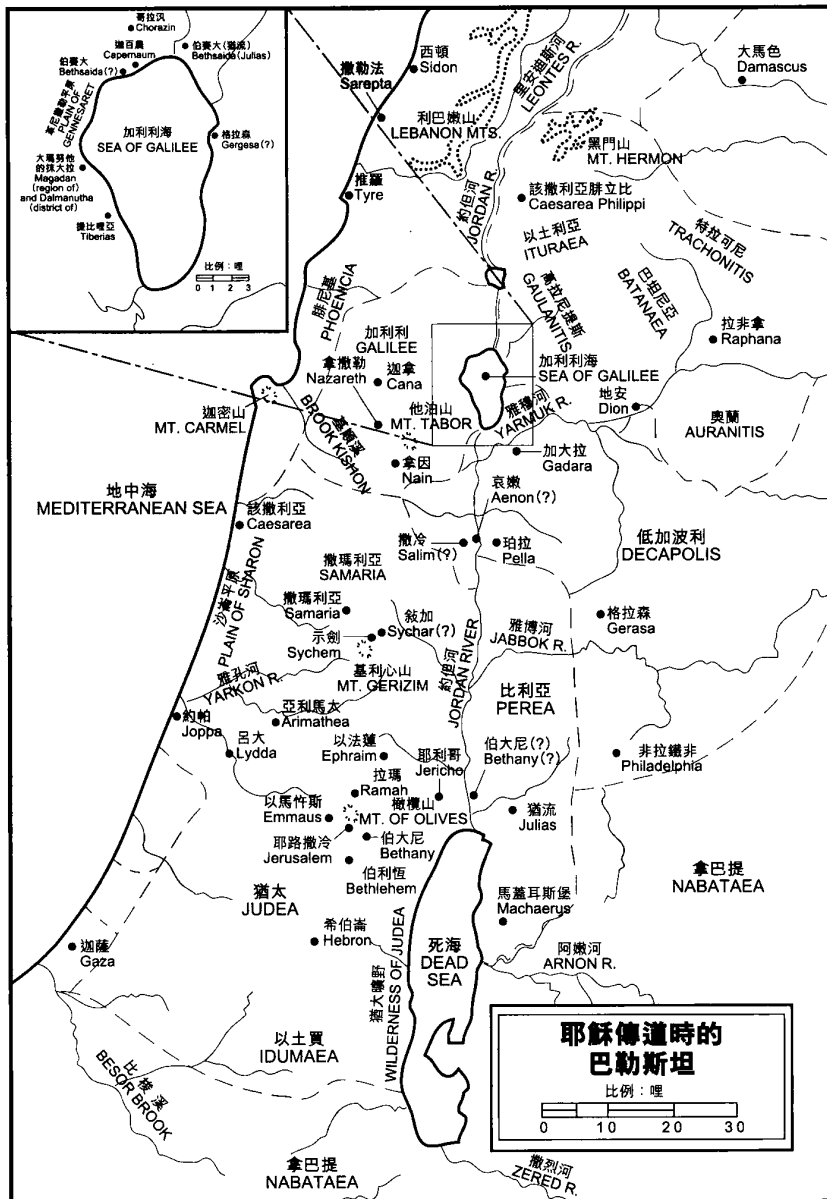 哥拉汛
Chorazin
迦百農
Capernaum
伯賽大
Bethsaida (?)
伯賽大(猶流)
Bethsaida (Julias)
革尼撒勒平原
PLAIN OF
GENNESARET
加利利海
SEA OF GALILEE
格拉森
Gergesa (?)
大瑪努他
的抹大拉
Magadan
(region of)
and Dalmanutha
(district of)
提比哩亞
Tiberias
比例：哩
0 1 2 3
西頓
Sidon
撒勒法
Sarepta
里安迪斯河
LEONTES R.
大馬色
Damascus
利巴嫩山
LEBANON MTS.
黑門山
MT. HERMON
推羅
Tyre
約但河
JORDAN R.
該撒利亞腓立比
Caesarea Philippi
以土利亞
ITURAEA
特拉可尼
TRACHONITIS
腓尼基
PHOENICIA
高拉尼提斯
GAULANITIS
巴坦尼亞
BATANAEA
拉非拿
Raphana
加利利
GALILEE
拿撒勒
Nazareth
迦拿
Cana
加利利海
SEA OF GALILEE
地安
Dion
迦密山
MT. CARMEL
基順溪
BROOK KISHON
他泊山
MT. TABOR
雅穆河
YARMUK R.
奧蘭
AURANITIS
拿因
Nain
加大拉
Gadara
地中海
MEDITERRANEAN SEA
該撒利亞
Caesarea
哀嫩
Aenon (?)
撒冷
Salim (?)
珀拉
Pella
低加波利
DECAPOLIS
沙崙平原
PLAIN OF SHARON
撒瑪利亞
SAMARIA
撒瑪利亞
Samaria
敍加
Sychar (?)
示劍
Sychem
格拉森
Gerasa
雅博河
JABBOK R.
基利心山
MT. GERIZIM
約但河
JORDAN RIVER
雅孔河
YARKON R.
比利亞
PEREA
約帕
Joppa
亞利馬太
Arimathea
呂大
Lydda
以法蓮
Ephraim
耶利哥
Jericho
伯大尼(?)
Bethany (?)
非拉鐵非
Philadelphia
拉瑪
Ramah
以馬忤斯
Emmaus
橄欖山
MT. OF OLIVES
猶流
Julias
耶路撒冷
Jerusalem
伯大尼
Bethany
伯利恆
Bethlehem
猶太
JUDEA
拿巴提
NABATAEA
馬蓋耳斯堡
Machaerus
希伯崙
Hebron
迦薩
Gaza
猶大曠野
WILDERNESS OF JUDEA
死海
DEAD
SEA
阿嫩河
ARNON R.
以土買
IDUMAEA
比梭溪
BESOR BROOK
拿巴提
NABATAEA
撒烈河
ZERED R.
耶穌傳道時的
巴勒斯坦
比例：哩
0 10 20 30